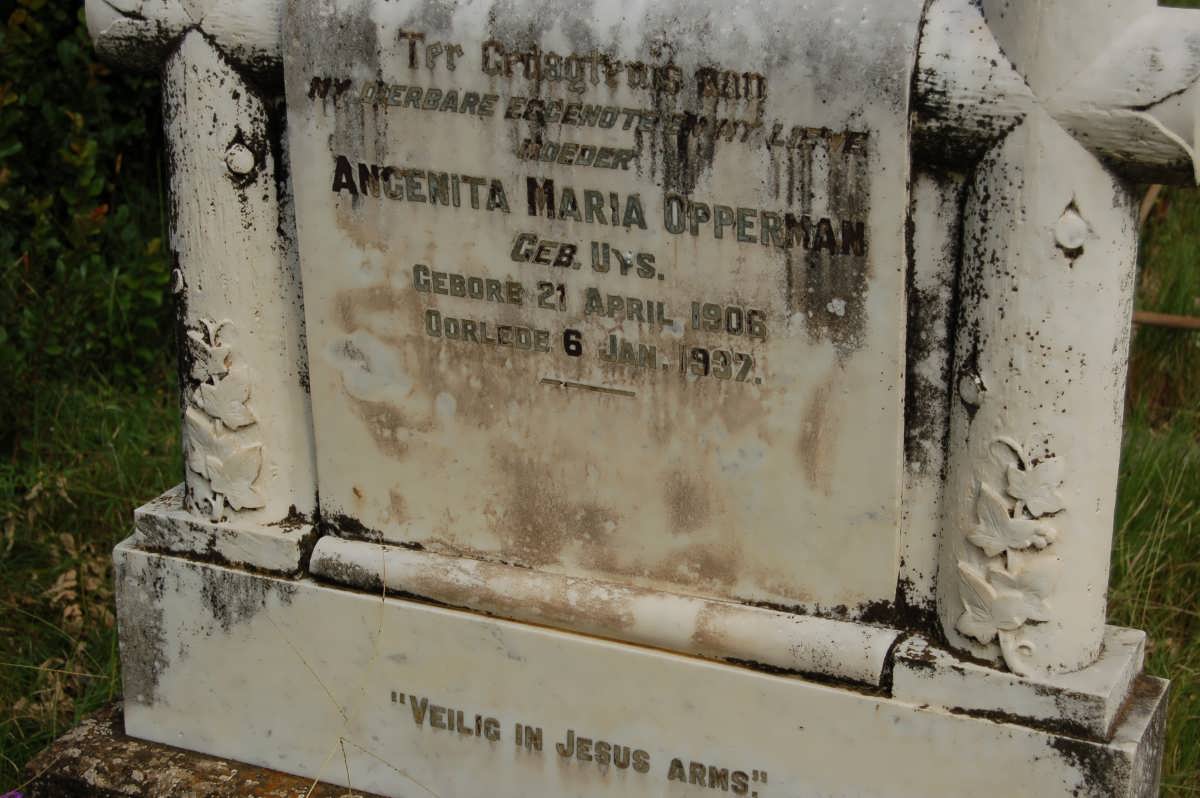 Ter Gedagtenis aan
MY DIERBARE EGGENOTE EN MY LIEWE
MOEDER
ANGENITA MARIA OPPERMAN
GEB. UYS.
GEBORE 21 APRIL 1906
OORLEDE 6 JAN. 1937.
"VEILIG IN JESUS ARMS".